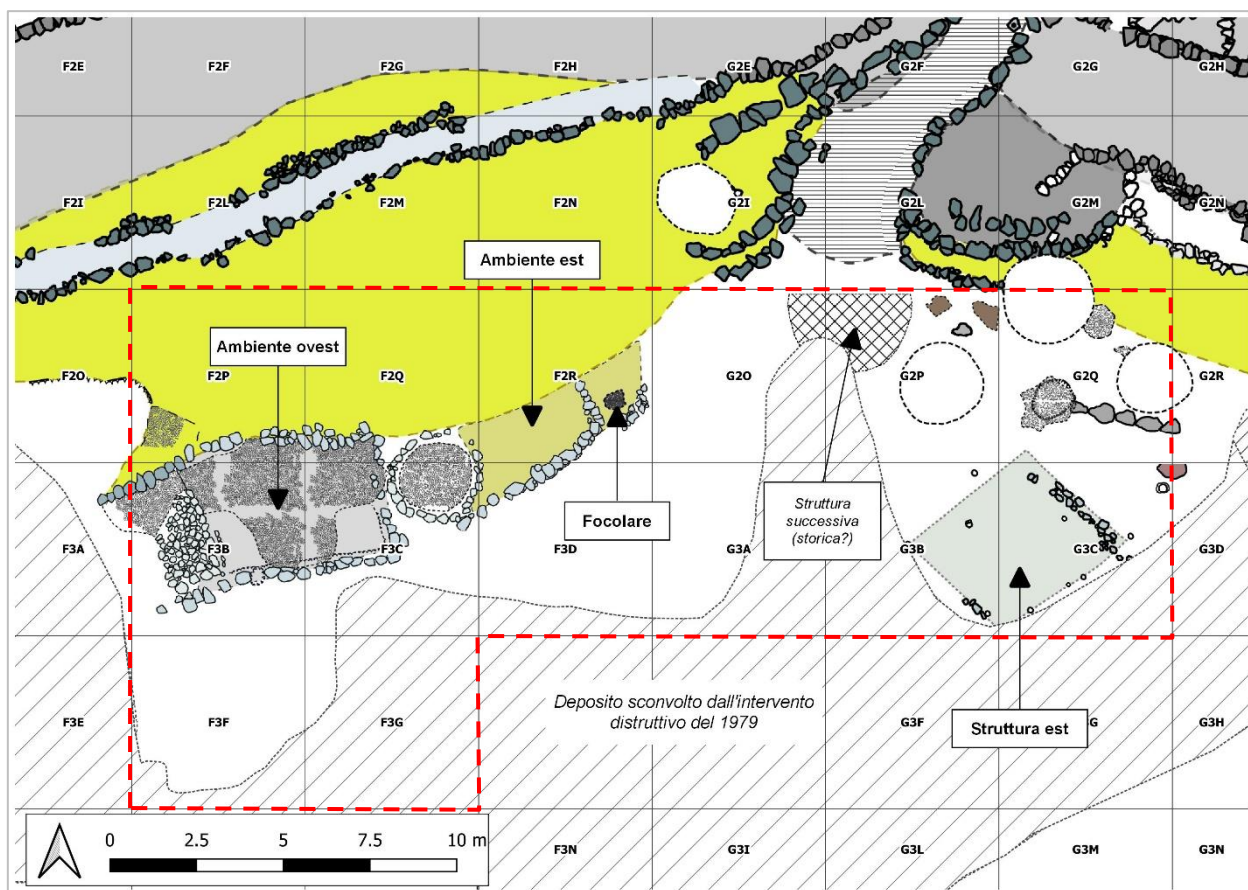 F2E F2F F2G F2H G2E G2F G2G G2H
F2I F2L F2M F2N G2I G2L G2M G2N
Ambiente est
Ambiente ovest
F2O F2P F2Q F2R G2O G2P G2Q G2R
Focolare
Struttura
successiva
(storica?)
F3A F3B F3C F3D G3A G3B G3C G3D
Deposito sconvolto dall'intervento
distruttivo del 1979
Struttura est
F3E F3F F3G G3F G G3H
0 2.5 5 7.5 10 m
F3N G3I G3L G3M G3N